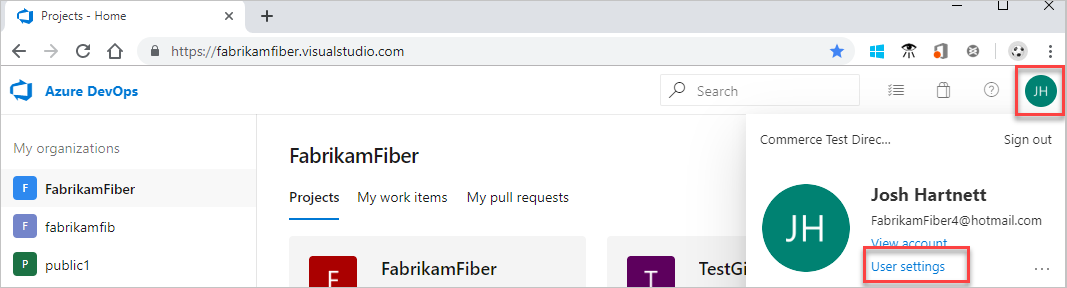 Projects - Home
https://fabrikamfiber.visualstudio.com
Azure DevOps
Search
JH
My organizations
F FabrikamFiber
F fabrikamfib
P public1
FabrikamFiber
Projects My work items My pull requests
F FabrikamFiber
T TestGi
Commerce Test Direc... Sign out
JH
Josh Hartnett
FabrikamFiber4@hotmail.com
View account
User settings ...